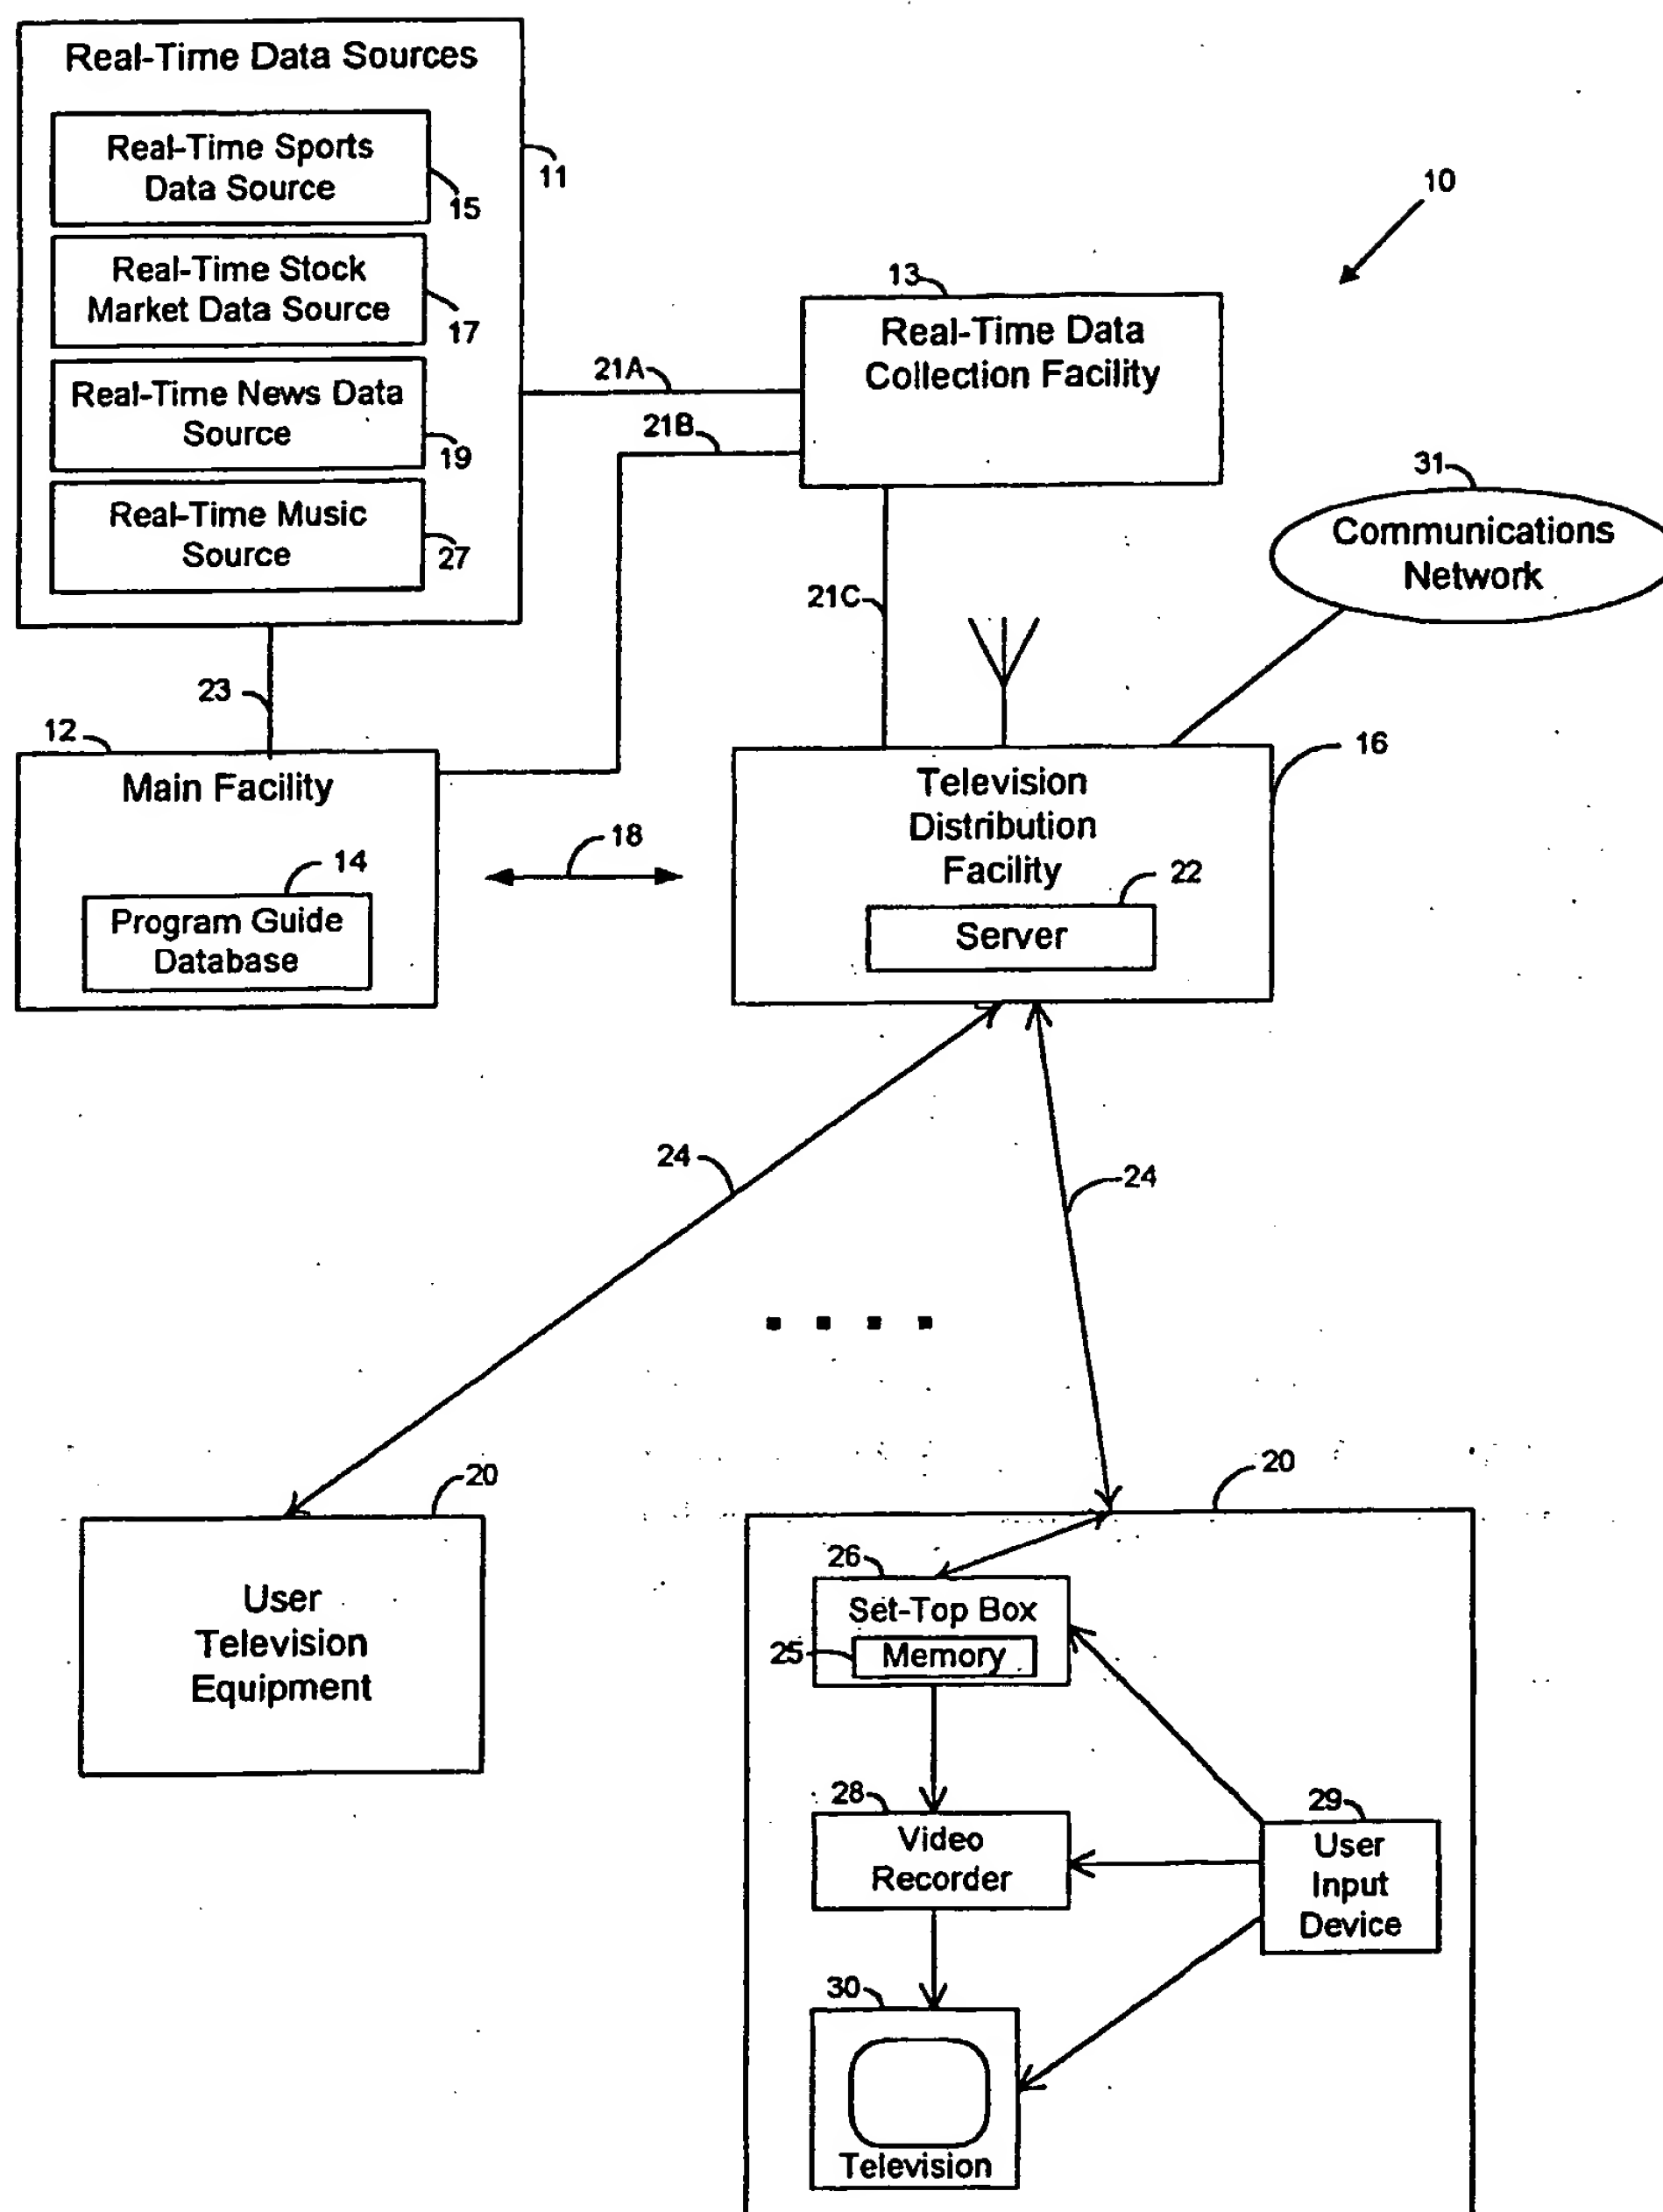 Real-Time Data Sources
Real-Time Sports
Data Source
15
11
Real-Time Stock
Market Data Source
17
Real-Time News Data
Source
19
Real-Time Music
Source
27
10
13
Real-Time Data
Collection Facility
21A
21B
21C
31
Communications
Network
23
12
Main Facility
14
Program Guide
Database
18
16
Television
Distribution
Facility
22
Server
24
24
20
User
Television
Equipment
20
26
Set-Top Box
25
Memory
28
Video
Recorder
29
User
Input
Device
30
Television